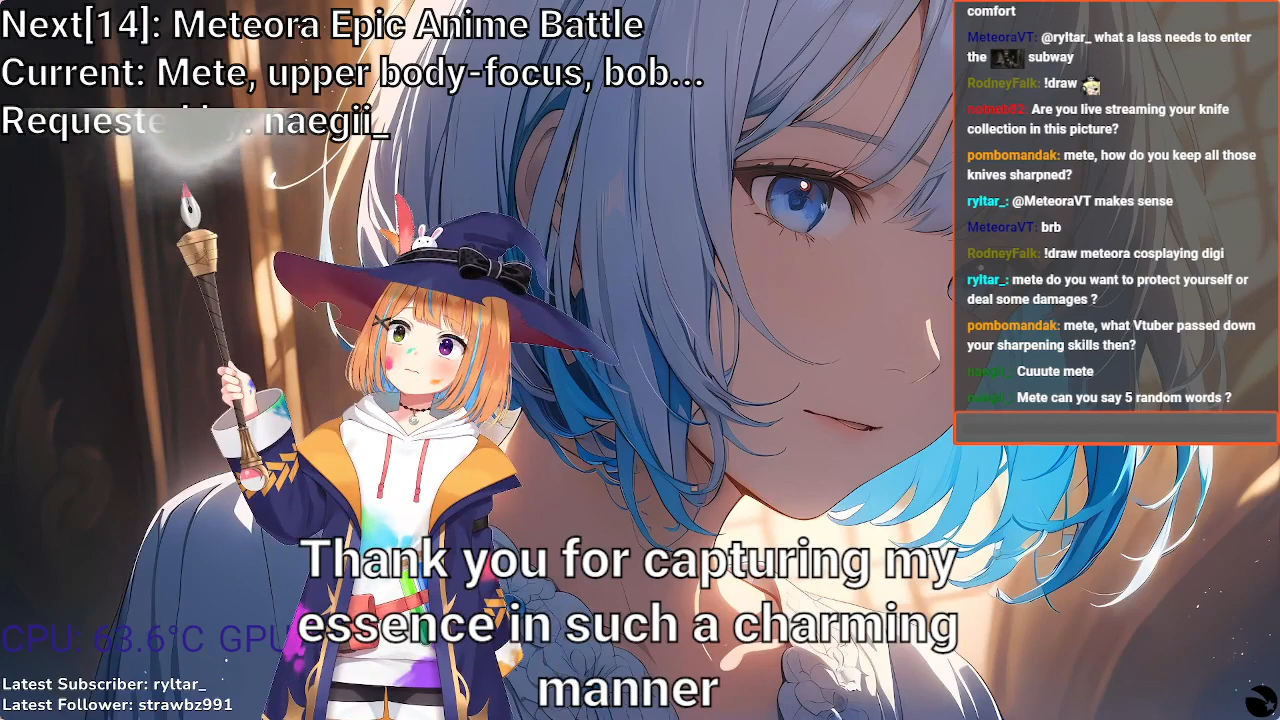 Next[14]: Meteora Epic Anime Battle
Current: Mete, upper body-focus, bob...
naegii_
comfort
MeteoraVT: @ryltar_ what a lass needs to enter
the subway
RodneyFalk: !draw
Are you live streaming your knife
collection in this picture?
pombomandak: mete, how do you keep all those
knives sharpned?
ryltar_: @MeteoraVT makes sense
MeteoraVT: brb
RodneyFalk: !draw meteora cosplaying digi
ryltar_: mete do you want to protect yourself or
deal some damages ?
pombomandak: mete, what Vtuber passed down
your sharpening skills then?
Cuuute mete
Mete can you say 5 random words ?
Thank you for capturing my
essence in such a charming
manner
CPU: 63.6°C GPU
Latest Subscriber: ryltar_
Latest Follower: strawbz991